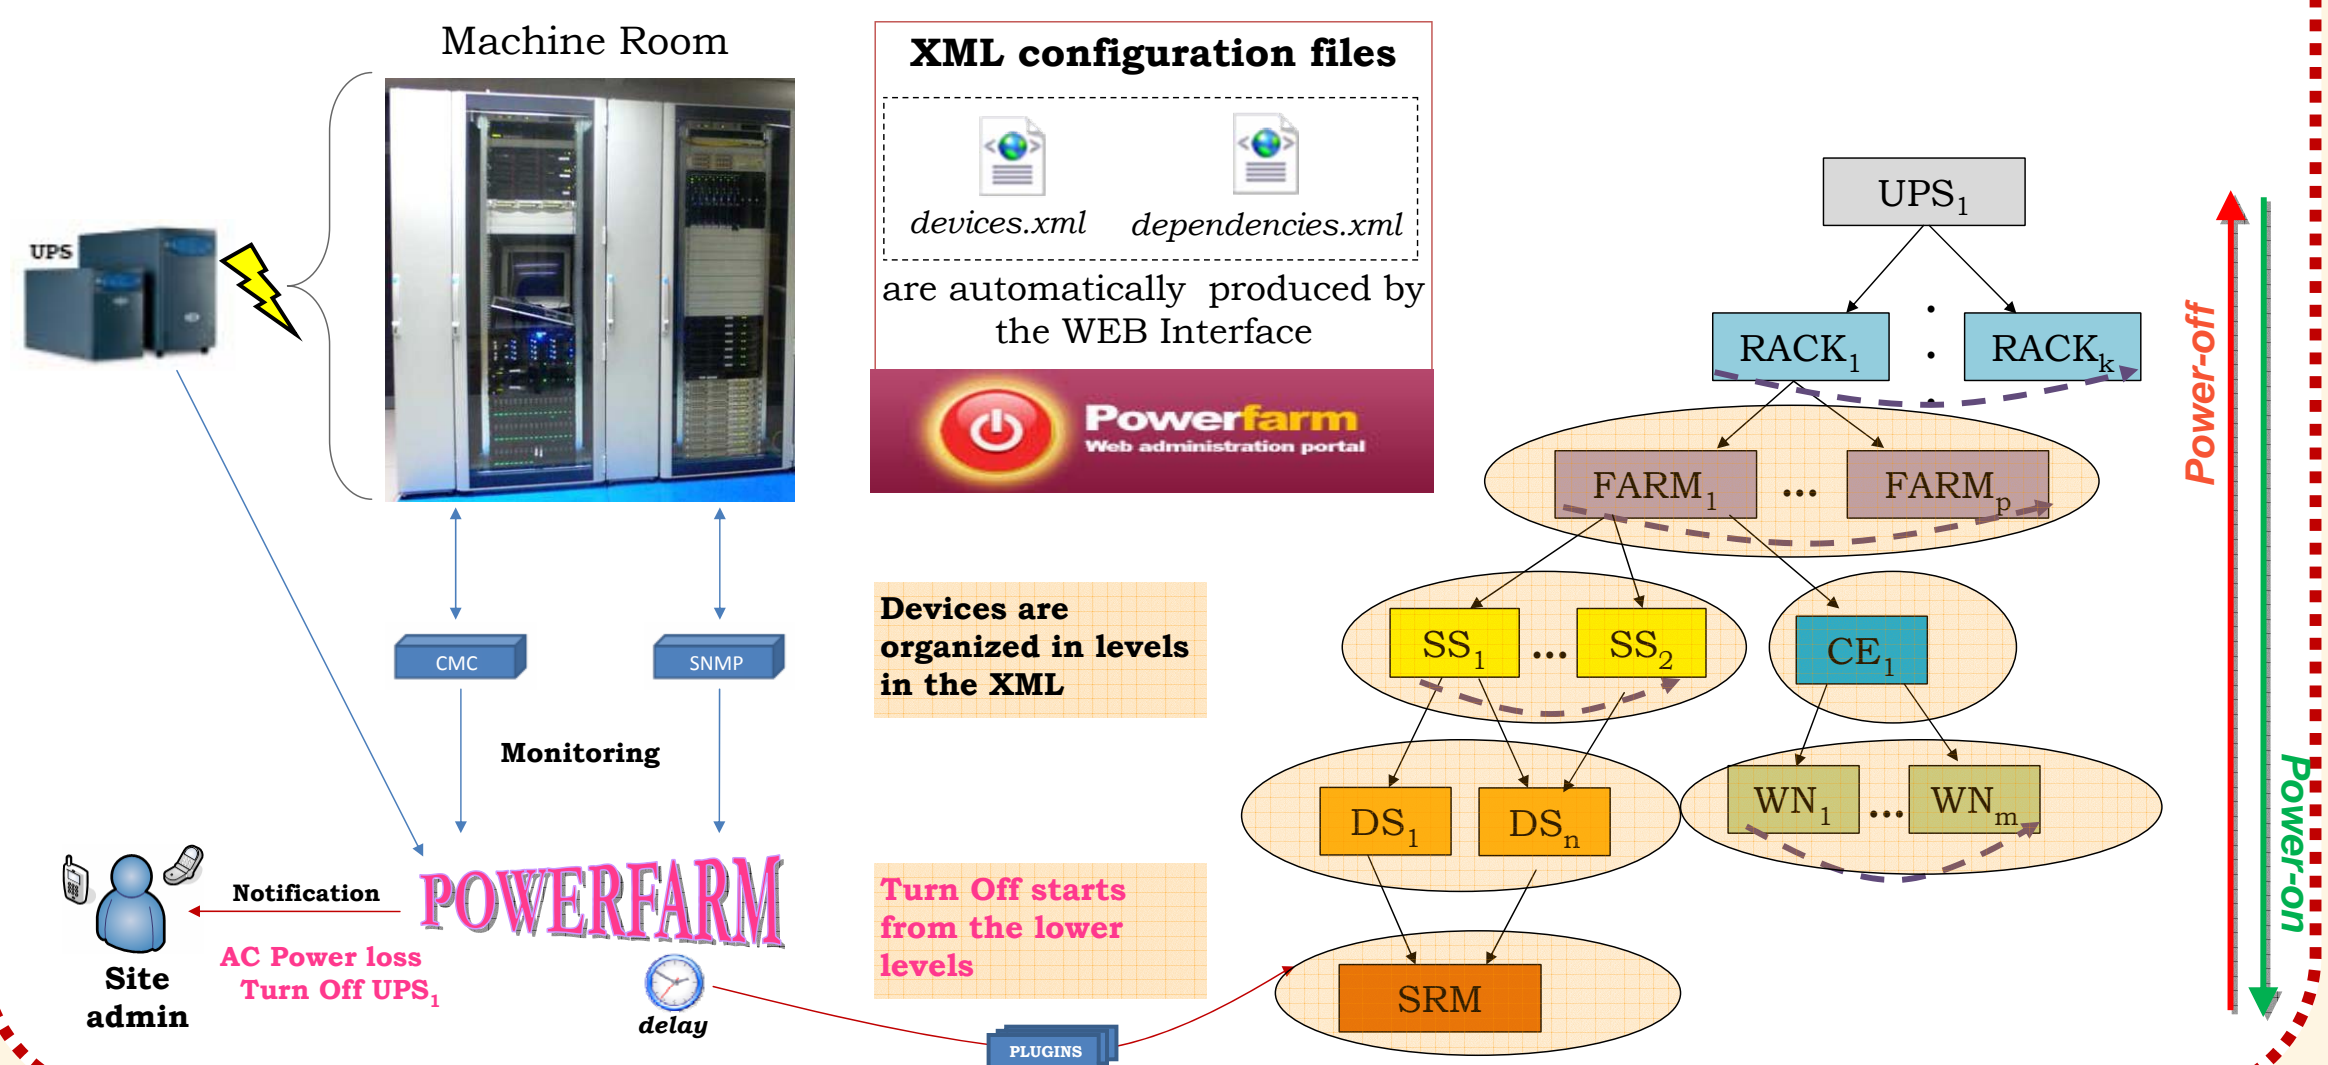 Machine Room
UPS
XML configuration files
devices.xml
dependencies.xml
are automatically produced by
the WEB Interface
Powerfarm
Web administration portal
CMC
SNMP
Monitoring
Notification
POWERFARM
AC Power loss
Turn Off UPS1
Site
admin
delay
PLUGINS
Devices are
organized in levels
in the XML
Turn Off starts
from the lower
levels
UPS1
RACK1
RACKk
FARM1
...
FARMp
SS1
...
SS2
CE1
DS1
DSn
WN1
...
WNm
SRM
Power-off
Power-on